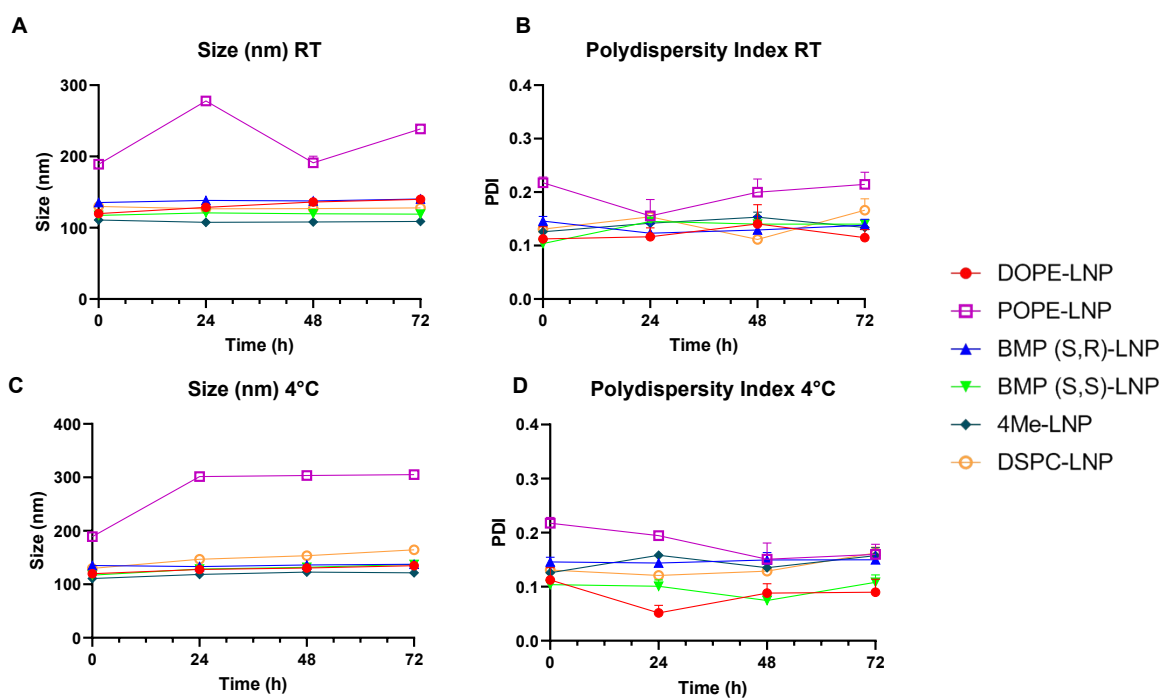 A
Size (nm) RT
300
200
100
0
Size (nm)
0 24 48 72
Time (h)
B
Polydispersity Index RT
0.4
0.3
0.2
0.1
0.0
PDI
0 24 48 72
Time (h)
C
Size (nm) 4°C
400
300
200
100
0
Size (nm)
0 24 48 72
Time (h)
D
Polydispersity Index 4°C
0.4
0.3
0.2
0.1
0.0
PDI
0 24 48 72
Time (h)
DOPE-LNP
POPE-LNP
BMP (S,R)-LNP
BMP (S,S)-LNP
4Me-LNP
DSPC-LNP